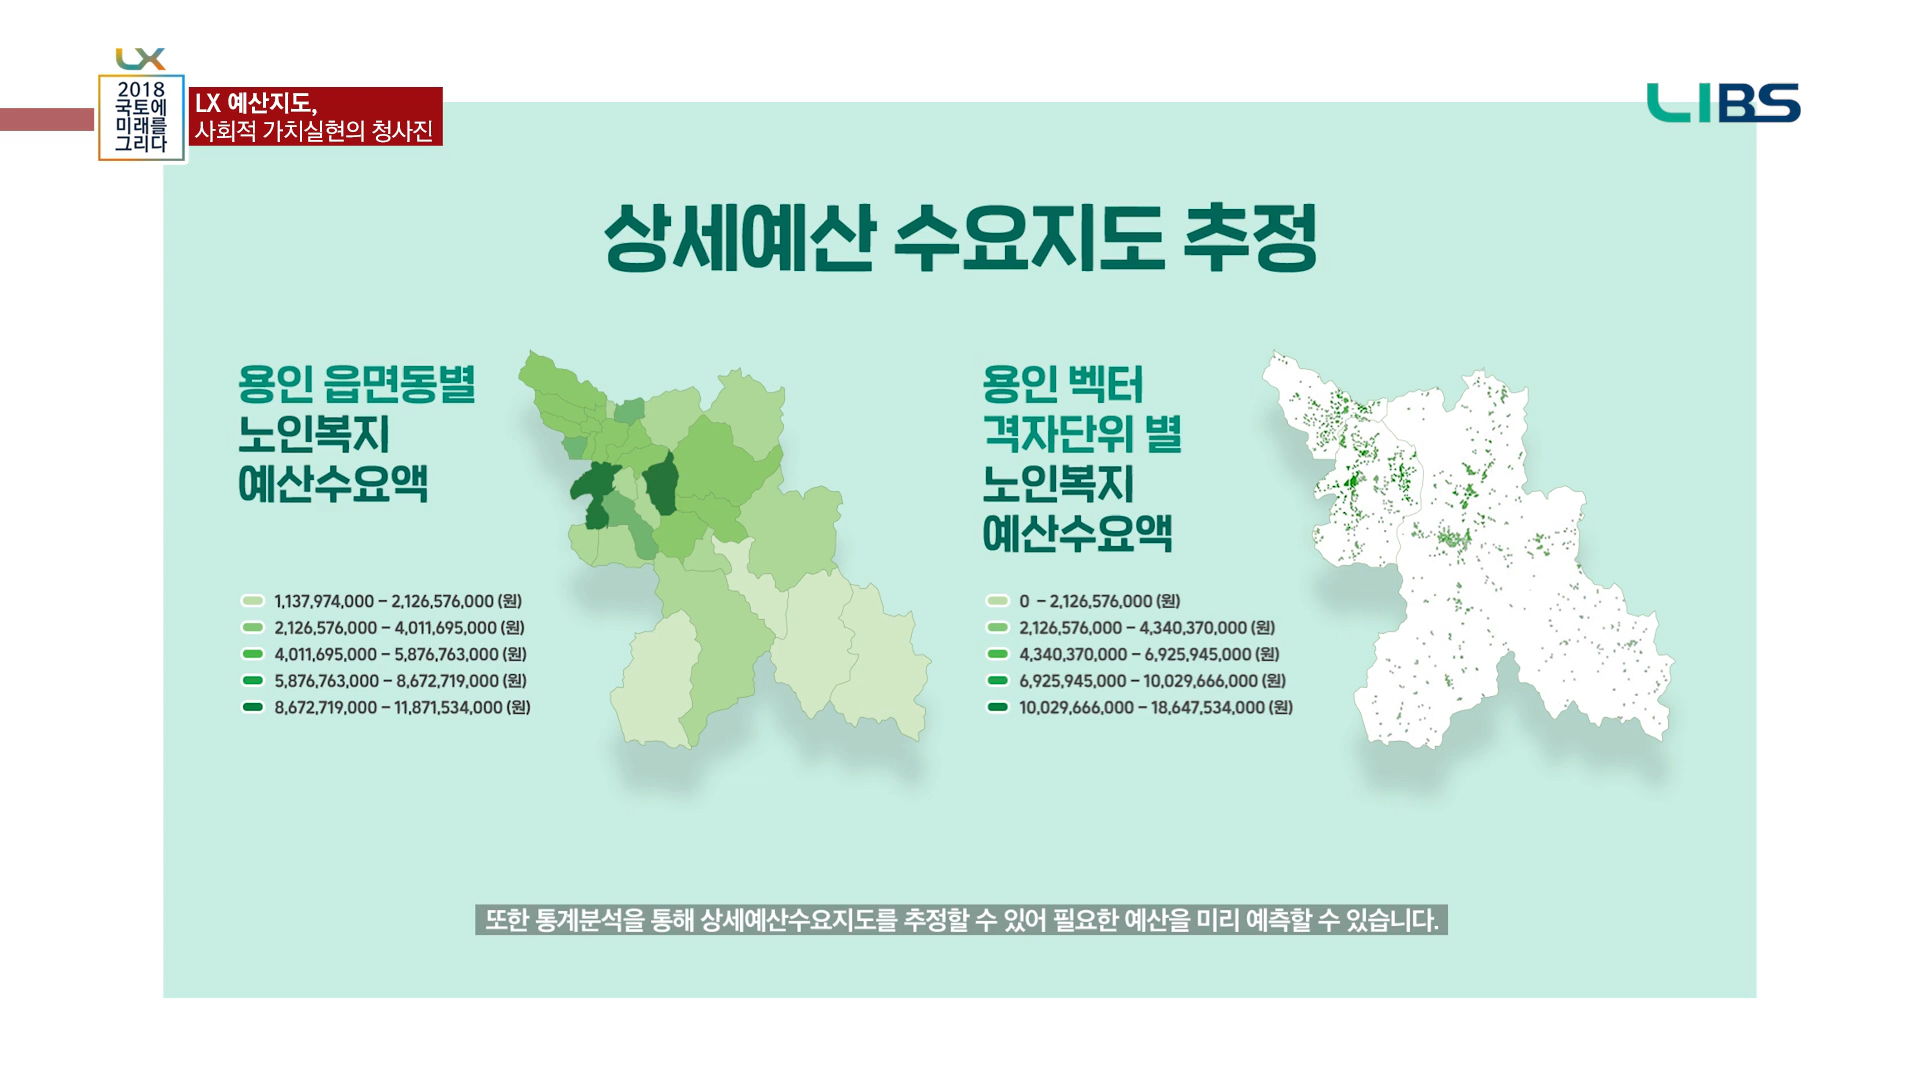 LX
2018
국토에
미래를
그리다
LX 예산지도,
사회적 가치실현의 청사진
LIBS
상세예산 수요지도 추정
용인 읍면동별
노인복지
예산수요액
1,137,974,000 – 2,126,576,000 (원)
2,126,576,000 – 4,011,695,000 (원)
4,011,695,000 – 5,876,763,000 (원)
5,876,763,000 – 8,672,719,000 (원)
8,672,719,000 – 11,871,534,000 (원)
용인 벡터
격자단위 별
노인복지
예산수요액
0 – 2,126,576,000 (원)
2,126,576,000 – 4,340,370,000 (원)
4,340,370,000 – 6,925,945,000 (원)
6,925,945,000 – 10,029,666,000 (원)
10,029,666,000 – 18,647,534,000 (원)
또한 통계분석을 통해 상세예산수요지도를 추정할 수 있어 필요한 예산을 미리 예측할 수 있습니다.